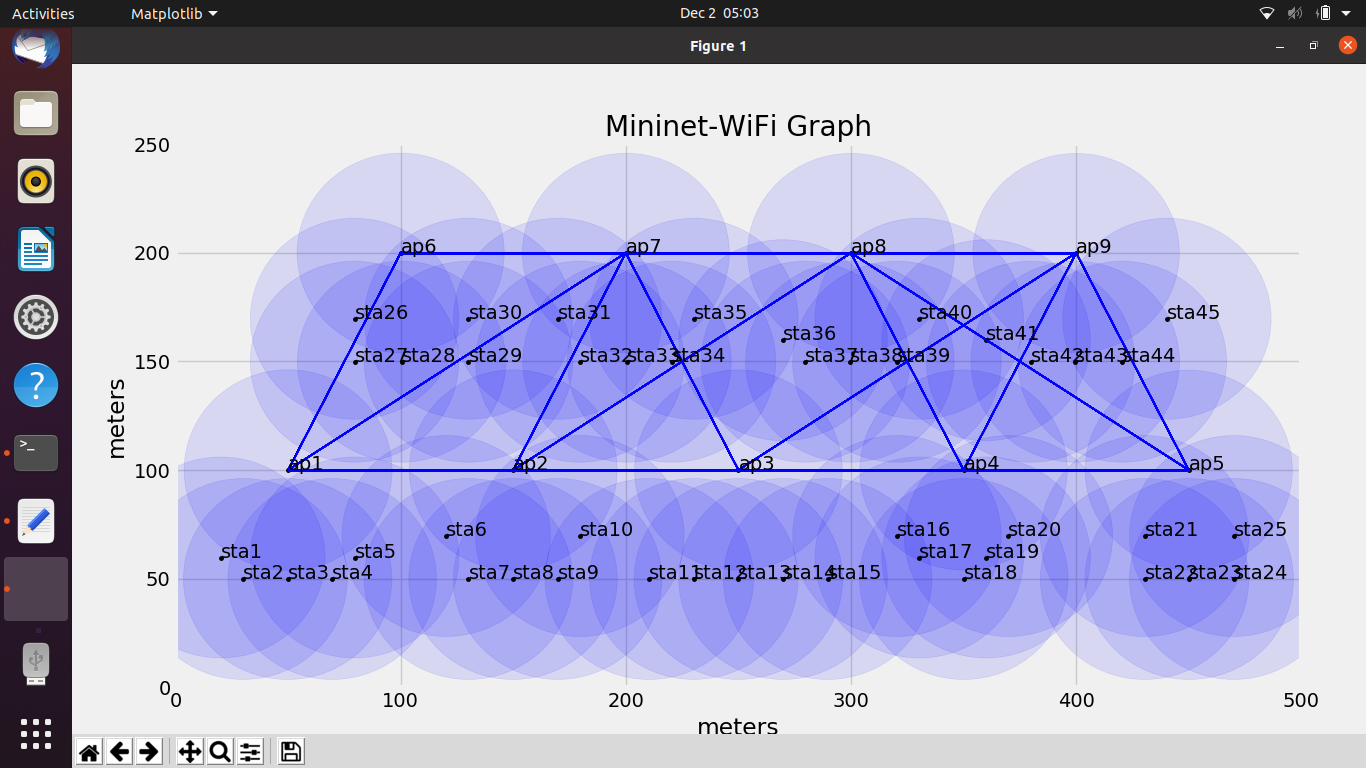 Activities Matplotlib Dec 2 05:03
Figure 1
Mininet-WiFi Graph
250
200
150
100
50
0
meters
ap6 ap7 ap8 ap9
sta26 sta30 sta31 sta35 sta40 sta45
sta36 sta41
sta27 sta28 sta29 sta32 sta33 sta34 sta37 sta38 sta39 sta42 sta43 sta44
ap1 ap2 ap3 ap4 ap5
sta6 sta10 sta16 sta20 sta21 sta25
sta1 sta5 sta17 sta19
sta2 sta3 sta4 sta7 sta8 sta9 sta11 sta12 sta13 sta14 sta15 sta18 sta22 sta23 sta24
0 100 200 300 400 500
meters